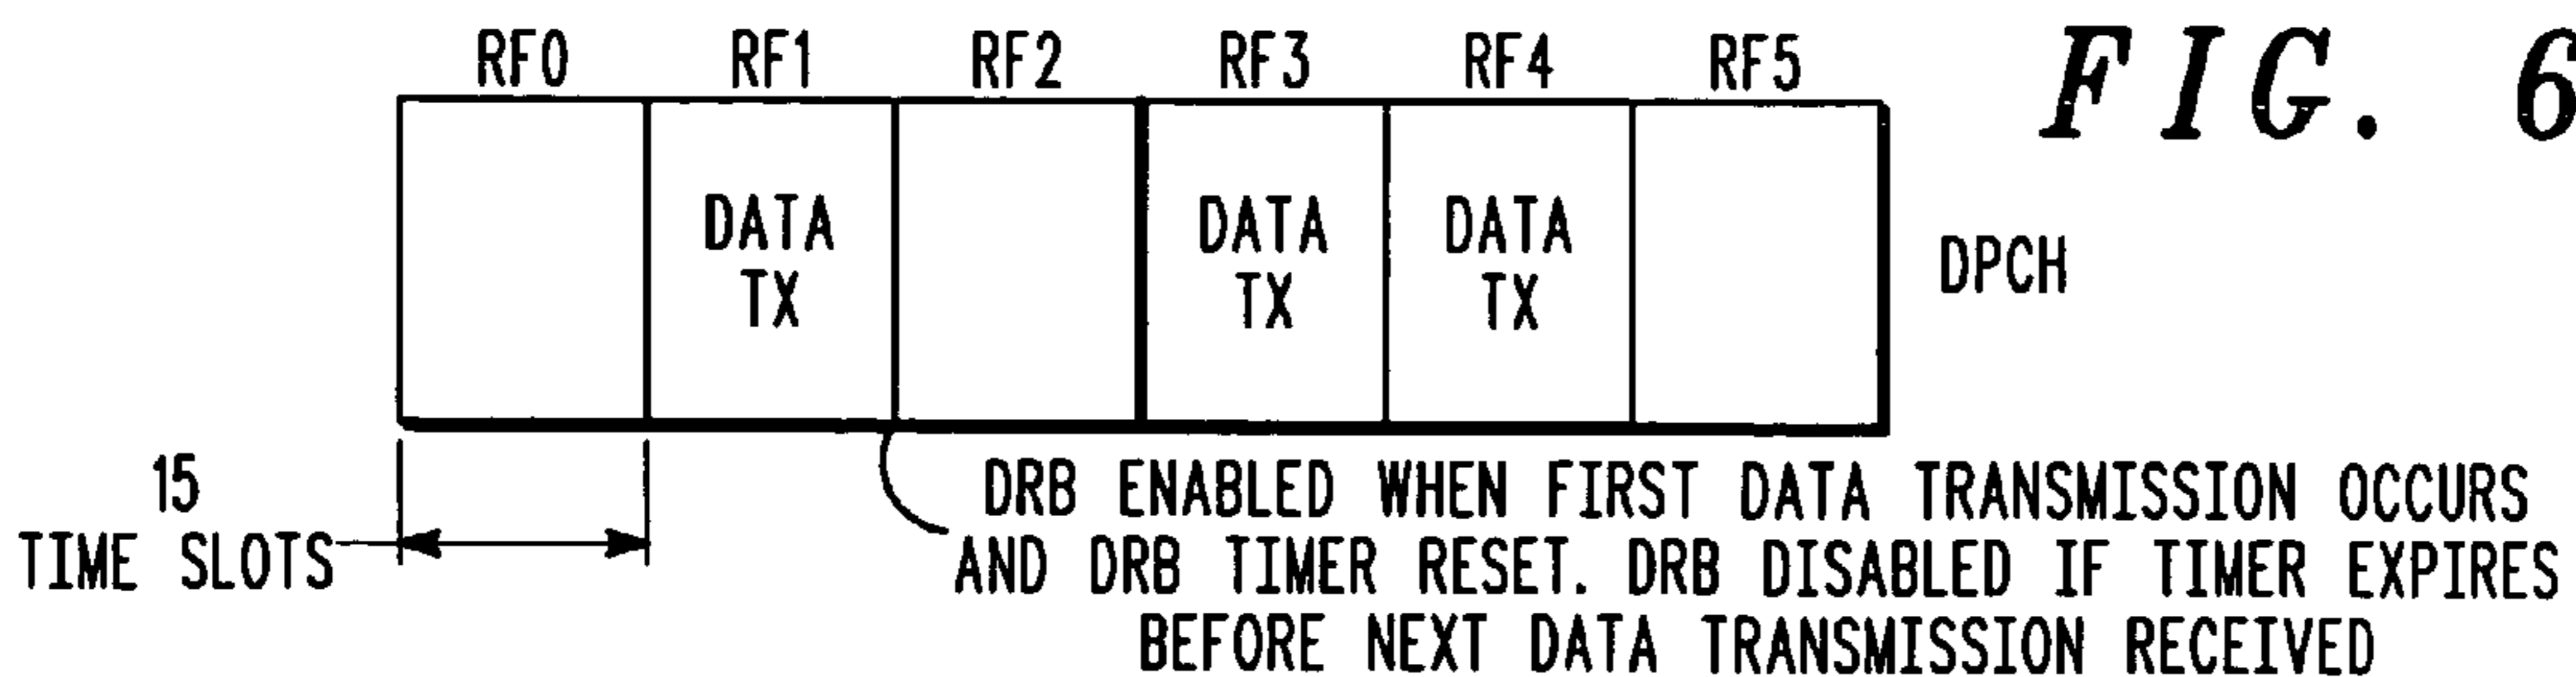 RF0 RF1 RF2 RF3 RF4 RF5
FIG. 6
DATA DATA DATA
TX TX TX
DPCH
15
TIME SLOTS
DRB ENABLED WHEN FIRST DATA TRANSMISSION OCCURS
AND DRB TIMER RESET. DRB DISABLED IF TIMER EXPIRES
BEFORE NEXT DATA TRANSMISSION RECEIVED